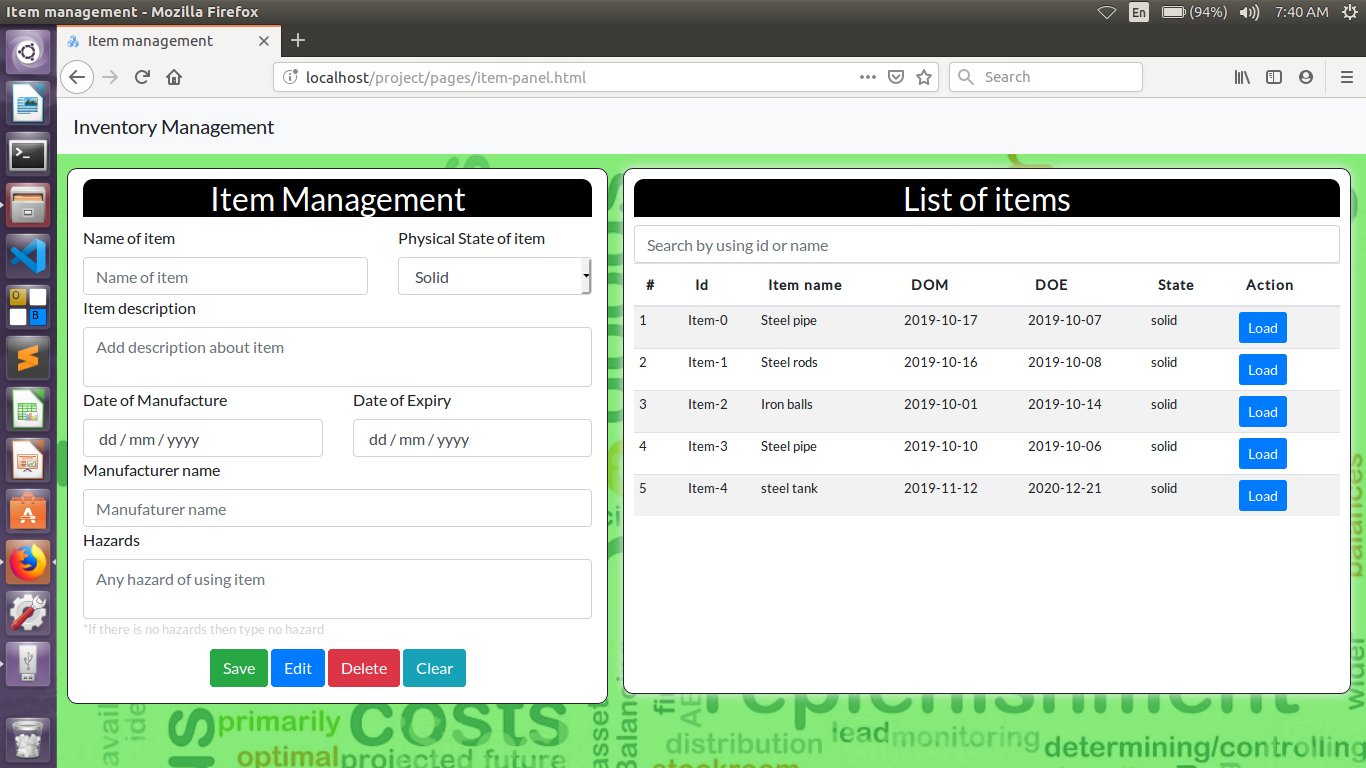 Item management - Mozilla Firefox
En (94%) 7:40 AM
Item management
localhost/project/pages/item-panel.html
Search
Inventory Management
Item Management
Name of item Physical State of item
Name of item Solid
Item description
Add description about item
Date of Manufacture Date of Expiry
dd / mm / yyyy dd / mm / yyyy
Manufacturer name
Manufaturer name
Hazards
Any hazard of using item
*If there is no hazards then type no hazard
Save Edit Delete Clear
List of items
Search by using id or name
# Id Item name DOM DOE State Action
1 Item-0 Steel pipe 2019-10-17 2019-10-07 solid Load
2 Item-1 Steel rods 2019-10-16 2019-10-08 solid Load
3 Item-2 Iron balls 2019-10-01 2019-10-14 solid Load
4 Item-3 Steel pipe 2019-10-10 2019-10-06 solid Load
5 Item-4 steel tank 2019-11-12 2020-12-21 solid Load
balances
wider
primarily
costs
optimal projected future
asset
distribution
lead monitoring
determining/controlling